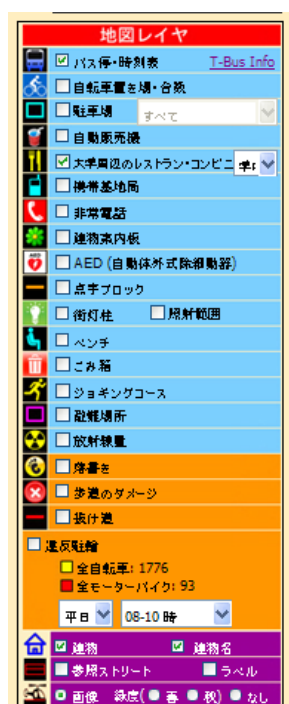 地図レイヤ
バス停・時刻表 T-Bus Info
自転車置き場・台数
駐車場 すべて
自動販売機
大学周辺のレストラン・コンビニ
携帯基地局
非常電話
建物案内板
AED (自動体外式除細動器)
点字ブロック
街灯柱 照射範囲
ベンチ
ごみ箱
ジョギングコース
避難場所
放射線量
落書き
歩道のダメージ
抜け道
違反駐輪
全自転車: 1776
全モーターバイク: 93
平日 08-10 時
建物 建物名
参照ストリート ラベル
画像 緑度( 春 秋) なし